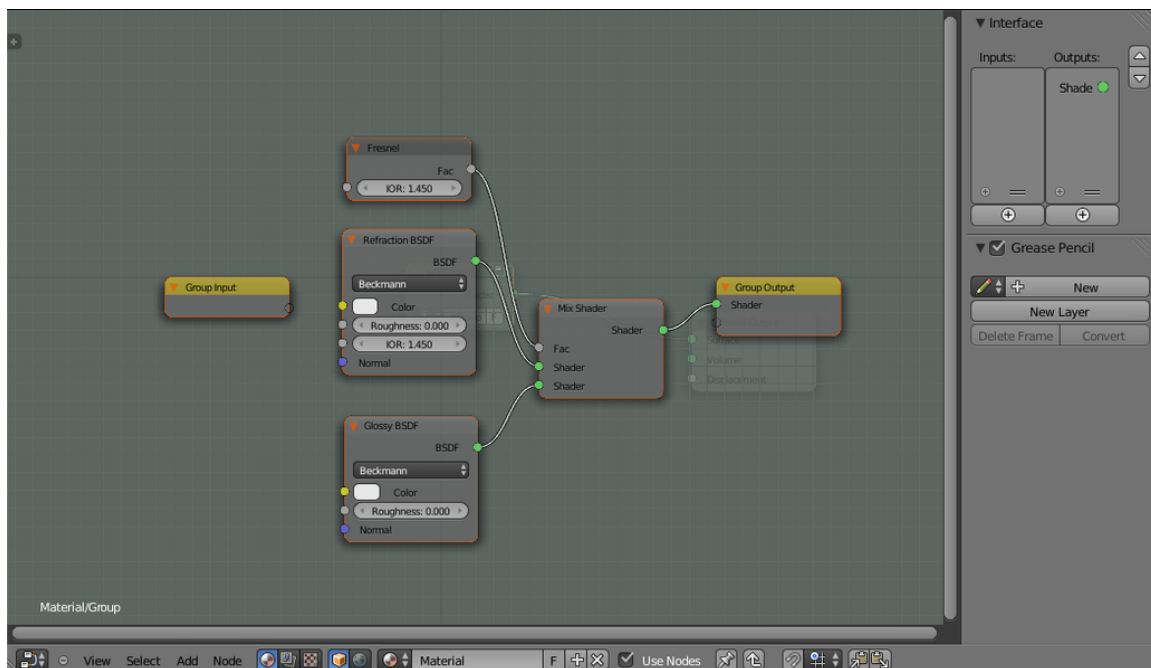 Interface
Inputs:
Outputs:
Shade
Fresnel
Fac
IOR: 1.450
Refraction BSDF
BSDF
Beckmann
Color
Roughness: 0.000
IOR: 1.450
Normal
Group Input
Glossy BSDF
BSDF
Beckmann
Color
Roughness: 0.000
Normal
Mix Shader
Shader
Fac
Shader
Shader
Group Output
Shader
Surface
Volume
Displacement
Grease Pencil
New
New Layer
Delete Frame
Convert
Material/Group
View Select Add Node Material F Use Nodes